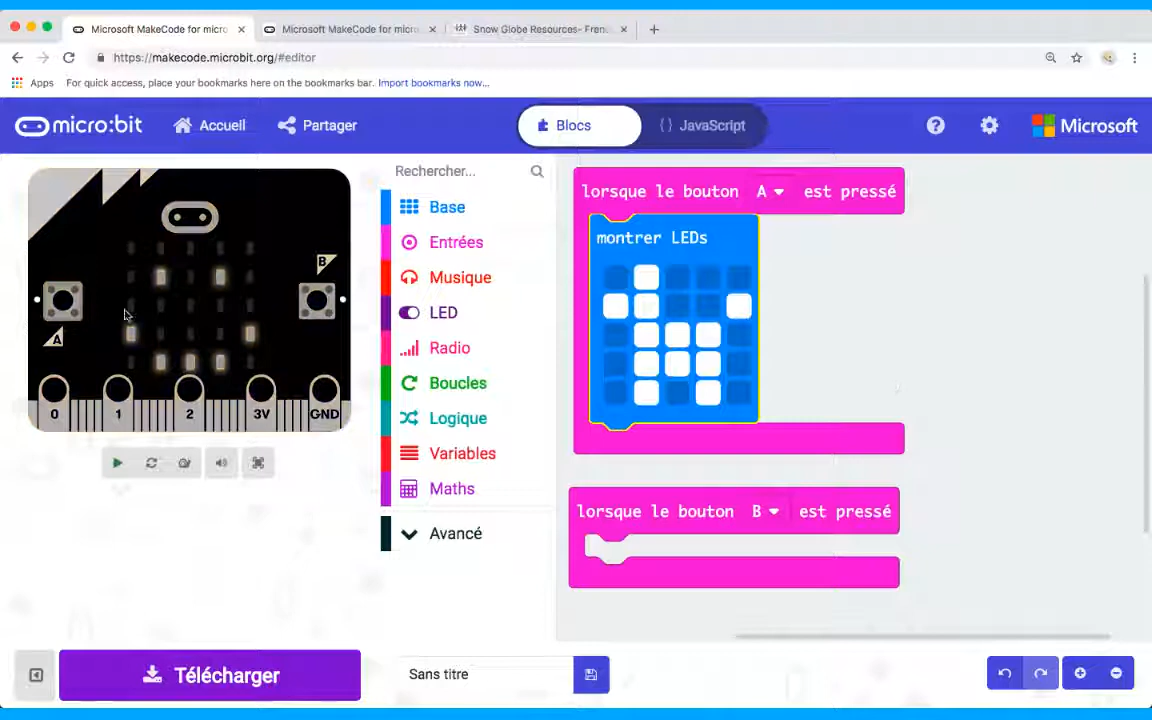 Microsoft MakeCode for micro
Microsoft MakeCode for micro
Snow Globe Resources- Fren
https://makecode.microbit.org/#editor
Apps For quick access, place your bookmarks here on the bookmarks bar. Import bookmarks now...
micro:bit Accueil Partager Blocs {} JavaScript ? Microsoft
Rechercher...
Base
Entrées
Musique
LED
Radio
Boucles
Logique
Variables
Maths
Avancé
A
B
0 1 2 3V GND
lorsque le bouton A est pressé
montrer LEDs
lorsque le bouton B est pressé
Télécharger
Sans titre